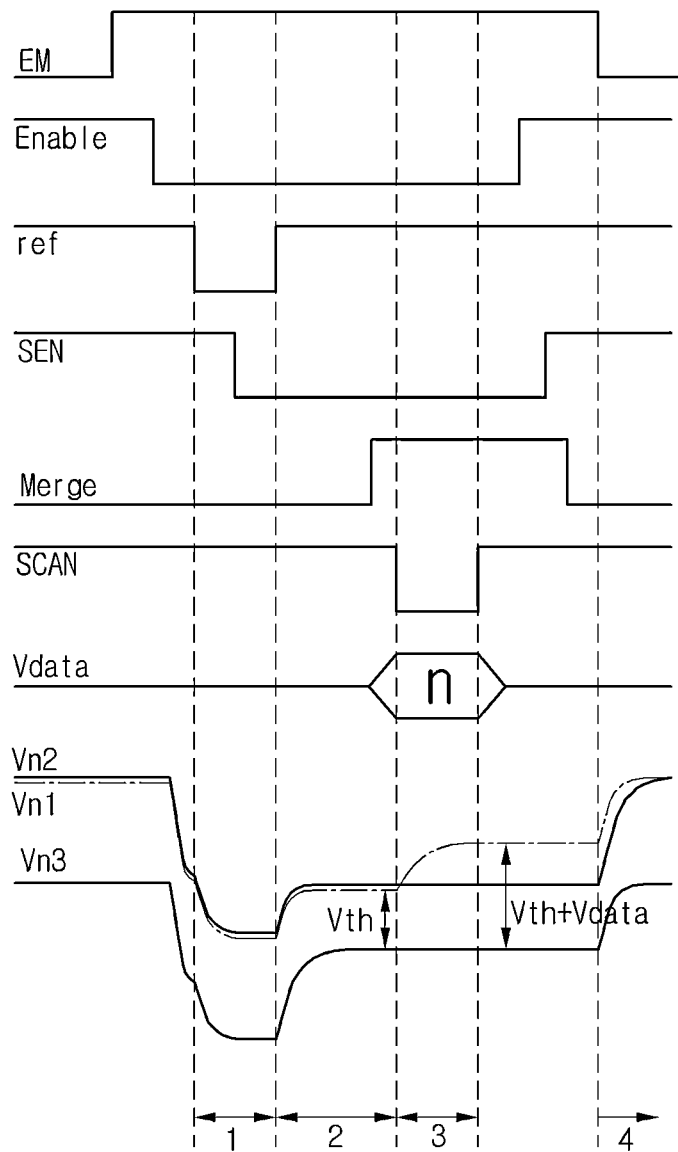 EM
Enable
ref
SEN
Merge
SCAN
Vdata
n
Vn2
Vn1
Vn3
Vth
Vth+Vdata
1
2
3
4